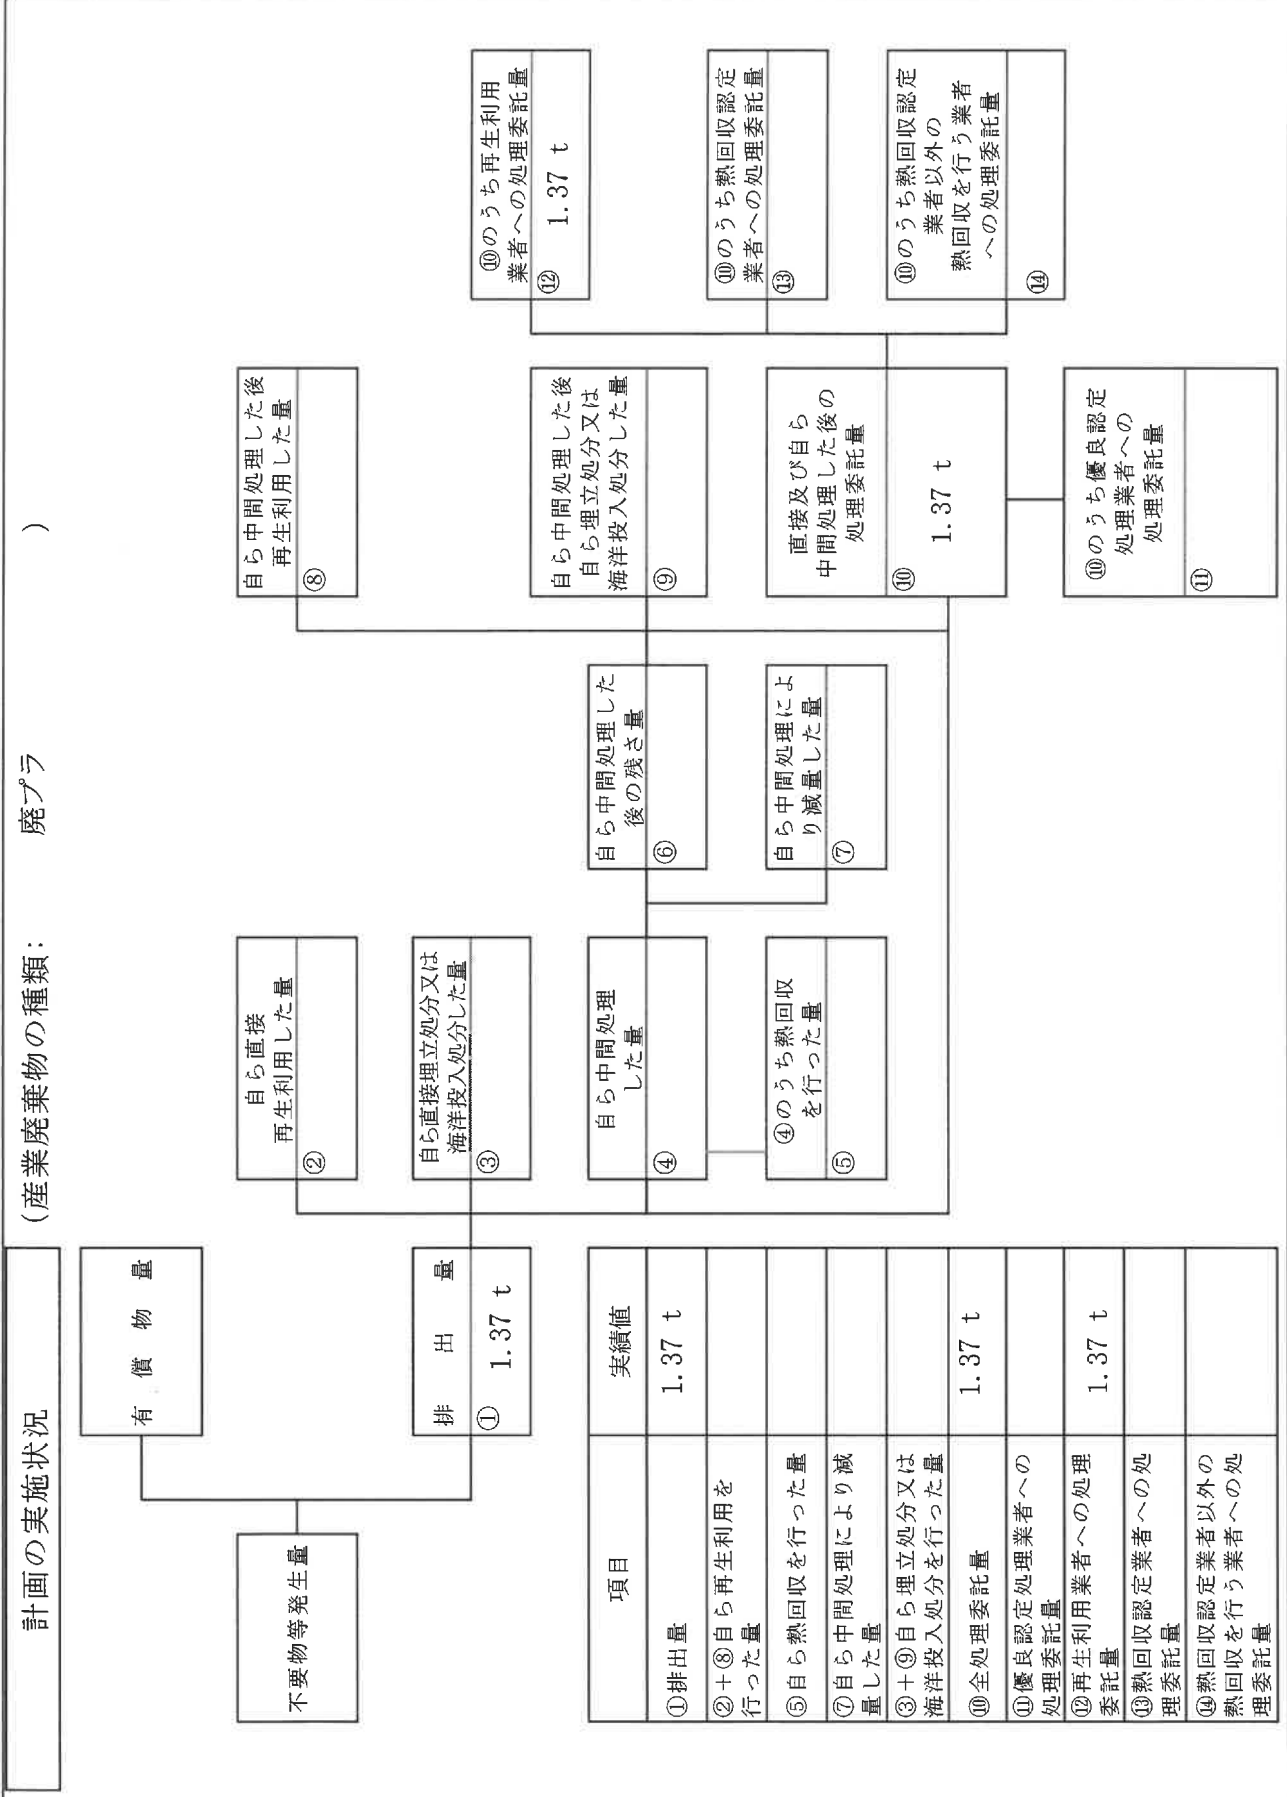 計画の実施状況
(産業廃棄物の種類： 廃プラ )
不要物等発生量
有 償 物 量
排 出 量
① 1.37 t
自ら直接
再生利用した量
②
自ら直接埋立処分又は
海洋投入処分した量
③
自ら中間処理
した量
④
④のうち熱回収
を行った量
⑤
自ら中間処理した
後の残さ量
⑥
自ら中間処理によ
り減量した量
⑦
自ら中間処理した後
再生利用した量
⑧
自ら中間処理した後
自ら埋立処分又は
海洋投入処分した量
⑨
直接及び自ら
中間処理した後の
処理委託量
⑩
1.37 t
⑩のうち優良認定
処理業者への
処理委託量
⑪
⑩のうち再生利用
業者への処理委託量
⑫ 1.37 t
⑩のうち熱回収認定
業者への処理委託量
⑬
⑩のうち熱回収認定
業者以外の
熱回収を行う業者
への処理委託量
⑭
項目 実績値
①排出量 1.37 t
②+⑧自ら再生利用を
行った量
⑤自ら熱回収を行った量
⑦自ら中間処理により減
量した量
③+⑨自ら埋立処分又は
海洋投入処分を行った量
⑩全処理委託量 1.37 t
⑪優良認定処理業者への
処理委託量
⑫再生利用業者への処理
委託量 1.37 t
⑬熱回収認定業者への処
理委託量
⑭熱回収認定業者以外の
熱回収を行う業者への処
理委託量